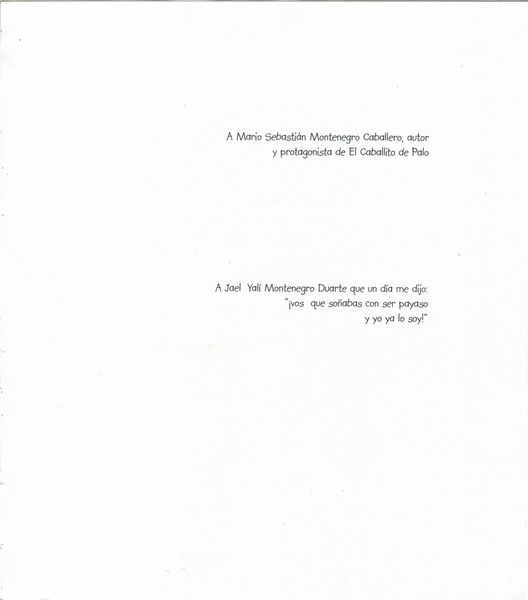 A Mario Sebastián Montenegro Caballero, autor
y protagonista de El Caballito de Palo
A Jael Yalí Montenegro Duarte que un día me dijo:
"¡vos que soñabas con ser payaso
y yo ya lo soy!"